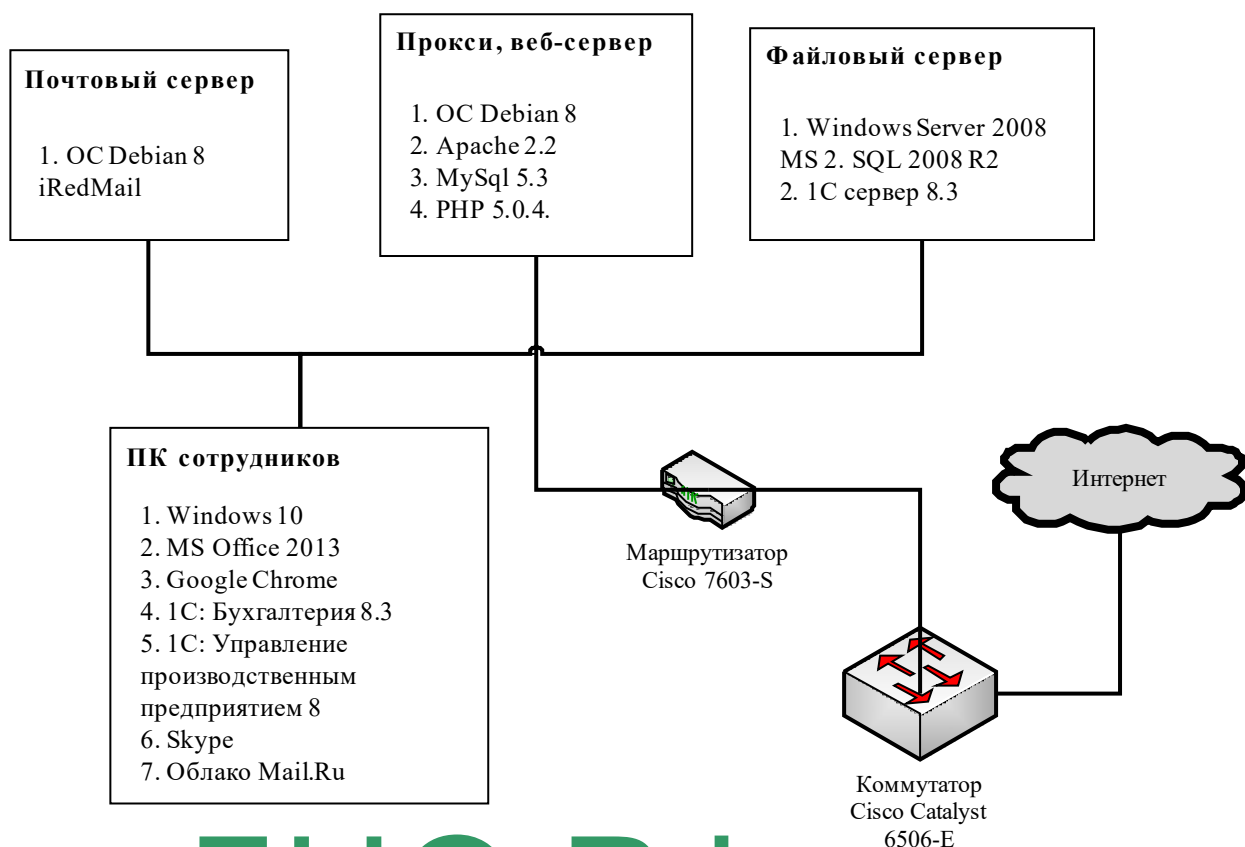 Почтовый сервер
1. ОС Debian 8
iRedMail
Прокси, веб-сервер
1. ОС Debian 8
2. Apache 2.2
3. MySql 5.3
4. PHP 5.0.4.
Файловый сервер
1. Windows Server 2008
MS 2. SQL 2008 R2
2. 1С сервер 8.3
ПК сотрудников
1. Windows 10
2. MS Office 2013
3. Google Chrome
4. 1С: Бухгалтерия 8.3
5. 1С: Управление
производственным
предприятием 8
6. Skype
7. Облако Mail.Ru
Маршрутизатор
Cisco 7603-S
Интернет
Коммутатор
Cisco Catalyst
6506-E